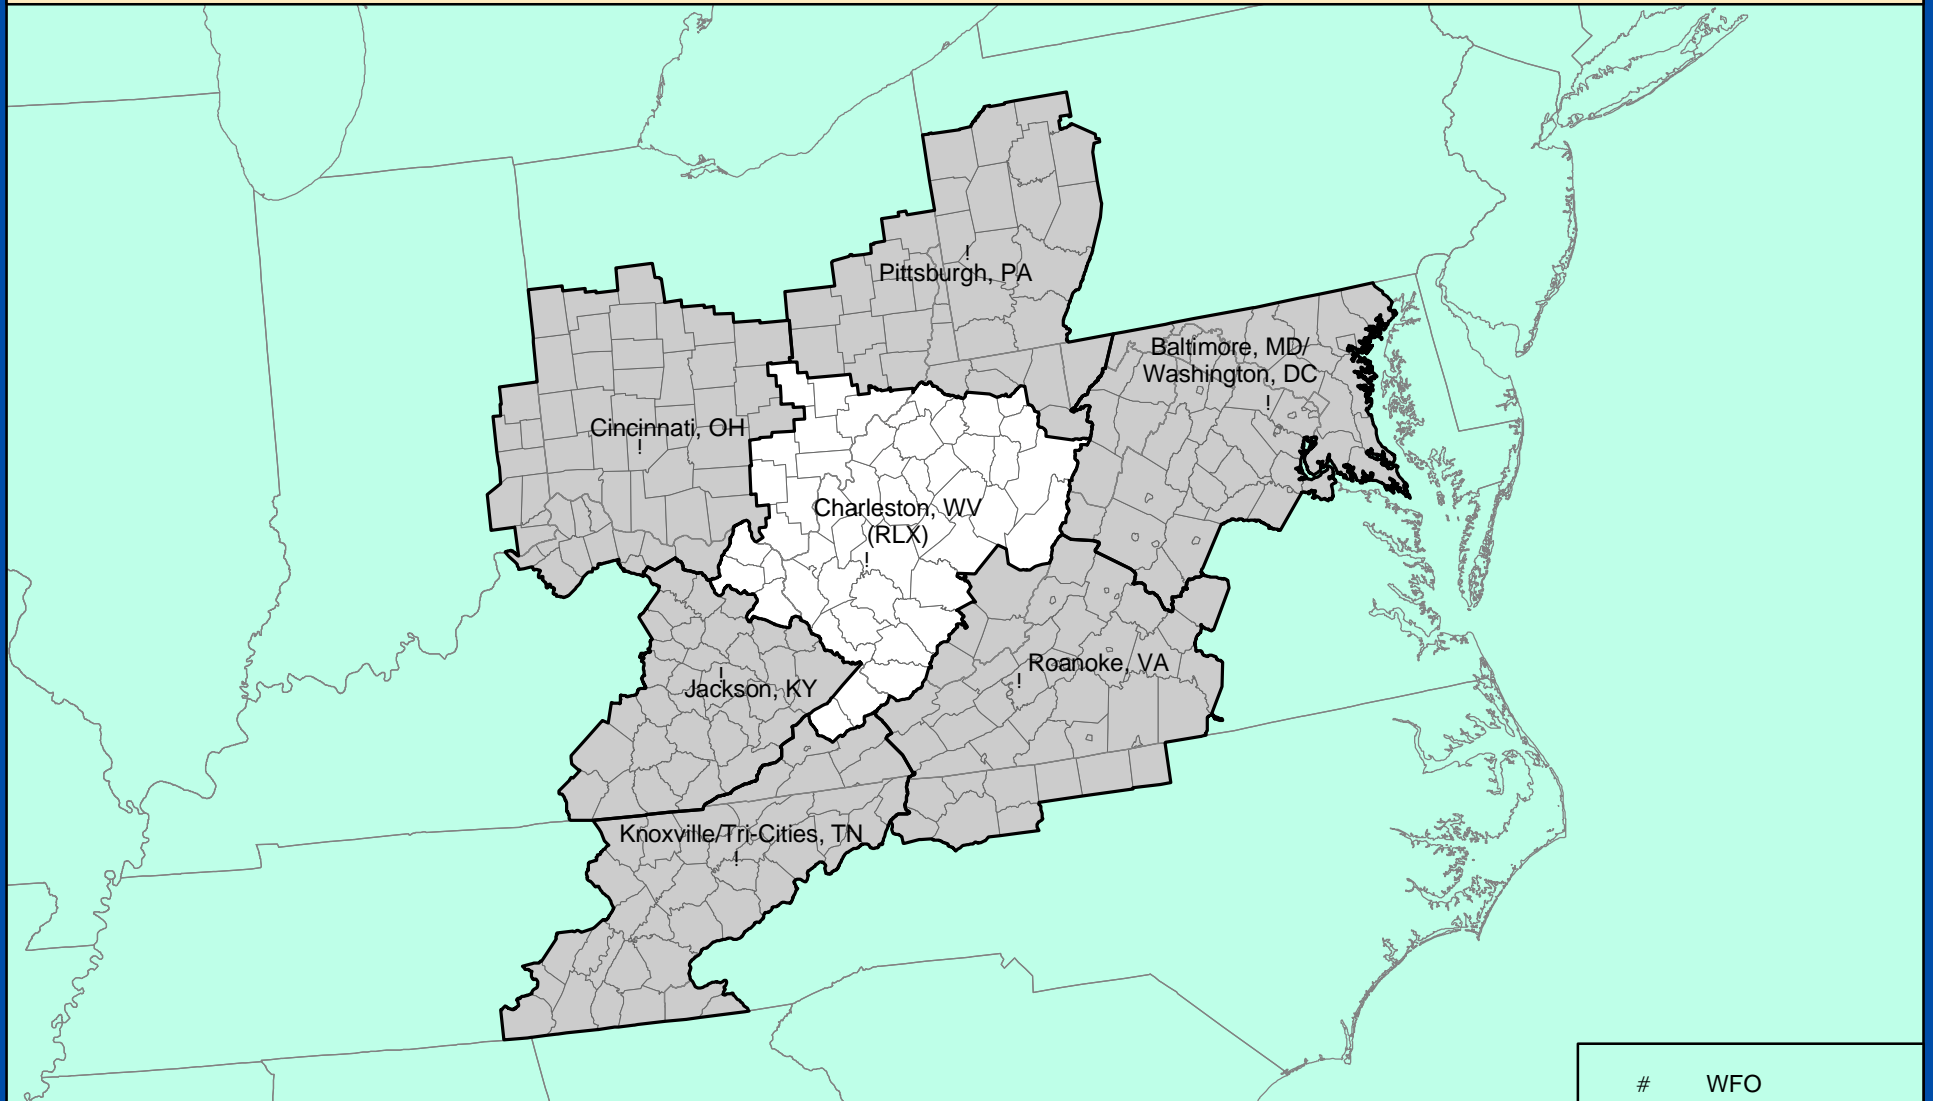 !
Pittsburgh, PA
Baltimore, MD/
Washington, DC
!
Cincinnati, OH
!
Charleston, WV
(RLX)
!
Roanoke, VA
!
!
Jackson, KY
Knoxville/Tri-Cities, TN
!
# WFO